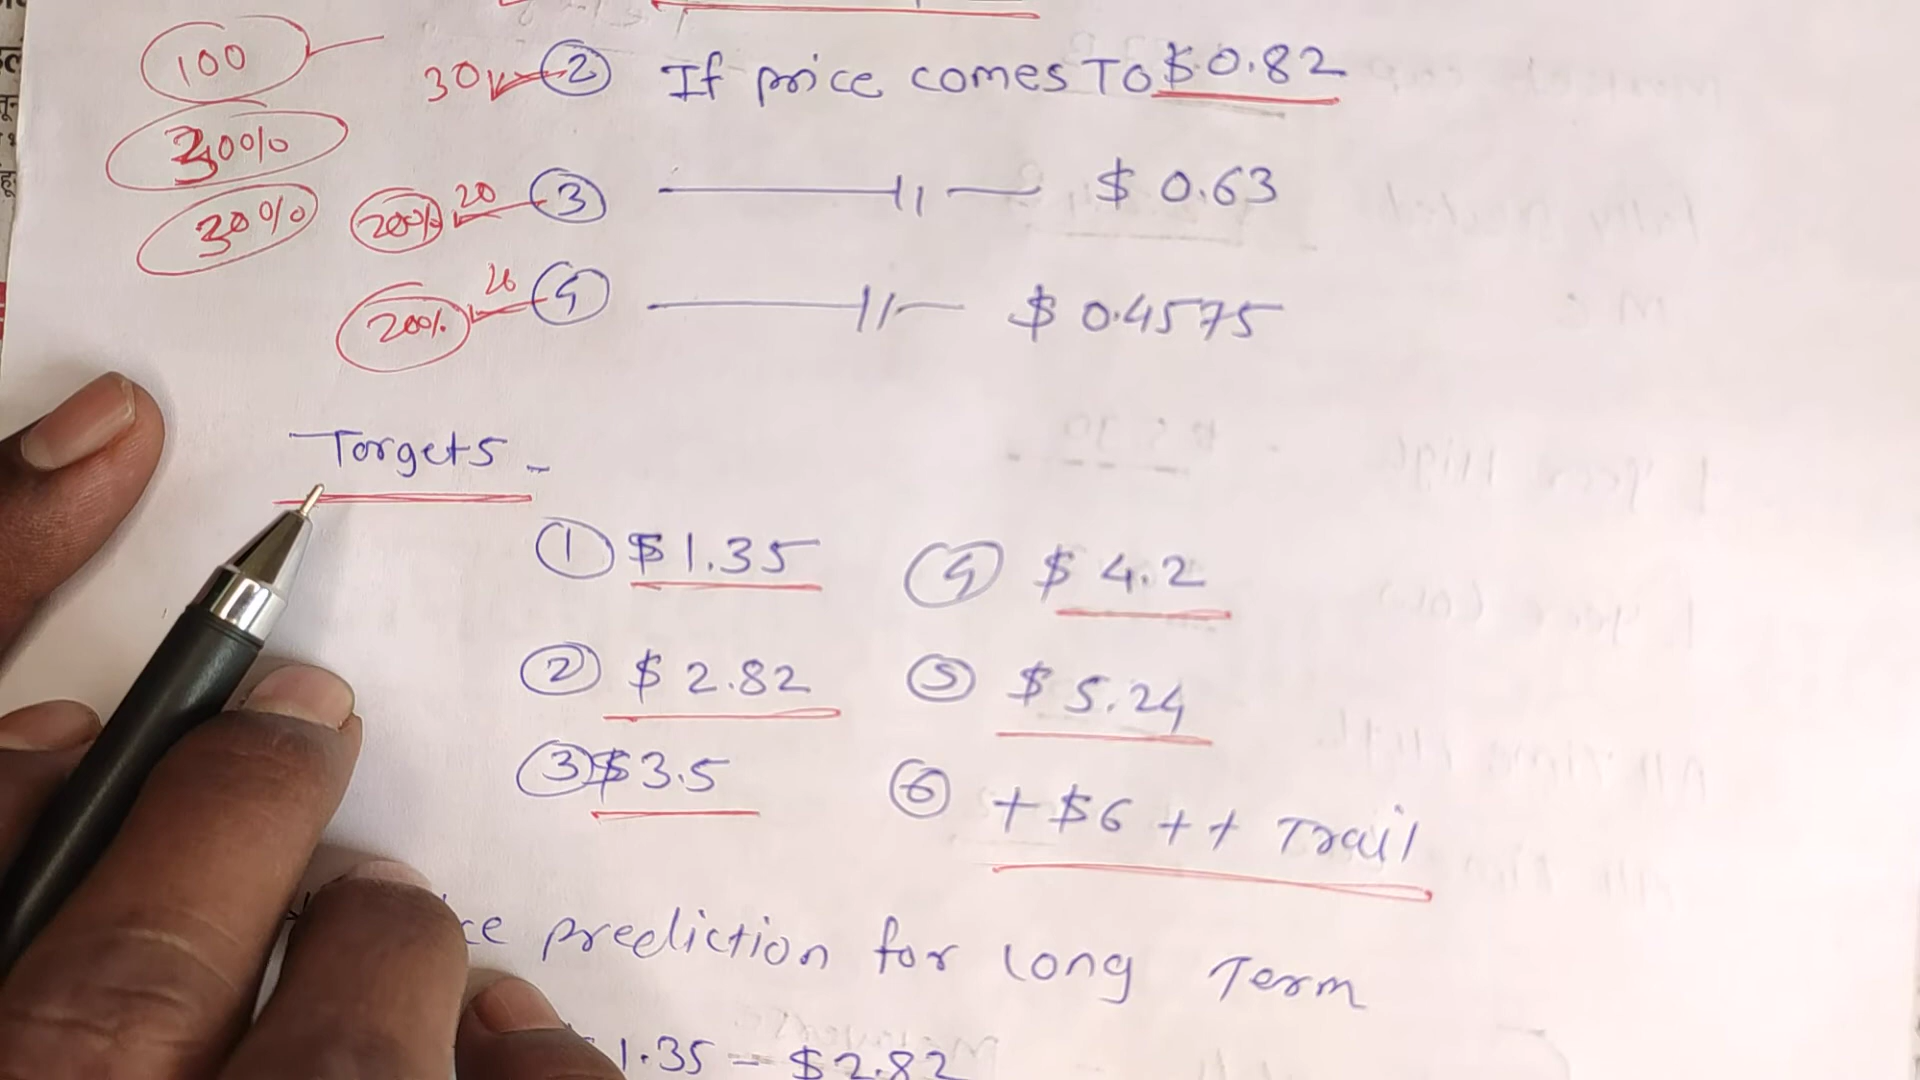 100
30%
30%
30 ② If price comes To $0.82
20% 20 ③ —〃— $ 0.63
20% 20 ④ —〃— $ 0.4575
Targets -
① $1.35 ④ $ 4.2
② $ 2.82 ⑤ $ 5.24
③ $3.5 ⑥ + $6 ++ Trail
prediction for Long Term
1.35 - $2.82